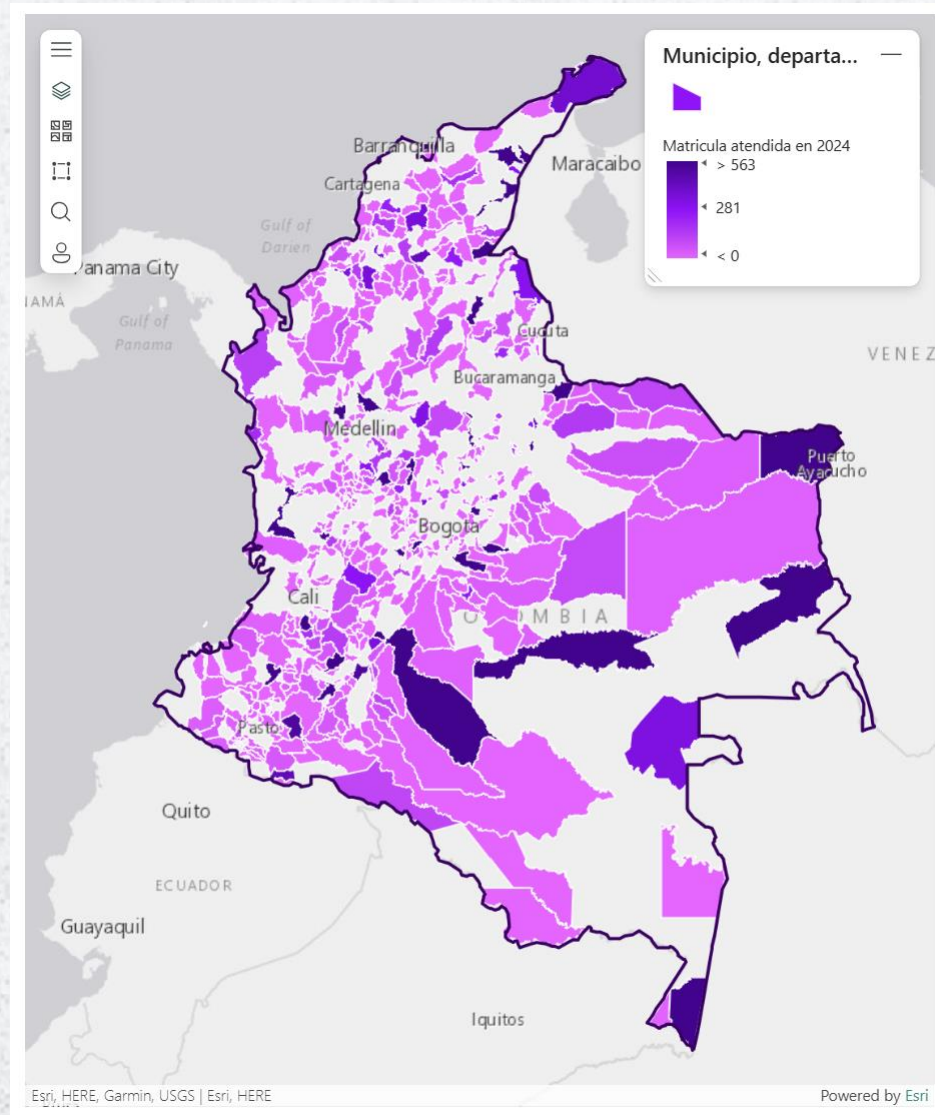 Municipio, departa...
Matricula atendida en 2024
> 563
281
< 0
Barranquilla
Maracaibo
Cartagena
Gulf of
Darien
Panama City
NAMÁ
Gulf of
Panama
Cucuta
VENEZ
Bucaramanga
Medellin
Puerto
Ayacucho
Bogota
Cali
COLOMBIA
Pasto
Quito
ECUADOR
Guayaquil
Iquitos
Esri, HERE, Garmin, USGS | Esri, HERE
Powered by Esri